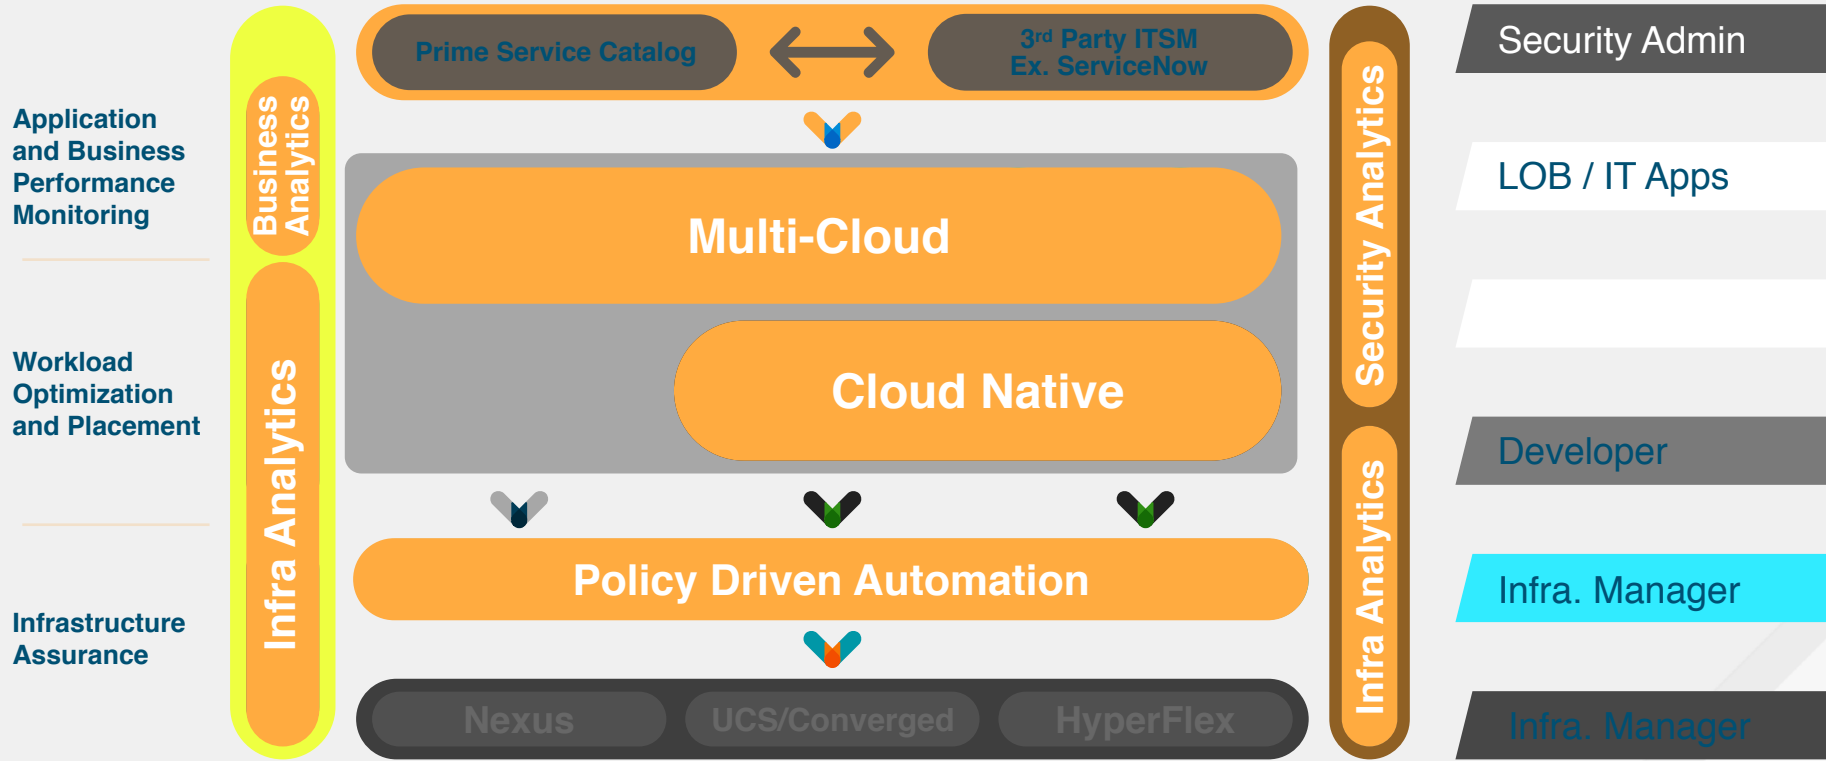 Application
and Business
Performance
Monitoring
Workload
Optimization
and Placement
Infrastructure
Assurance
Business
Analytics
Infra Analytics
Prime Service Catalog
3rd Party ITSM
Ex. ServiceNow
Multi-Cloud
Cloud Native
Policy Driven Automation
Nexus
UCS/Converged
HyperFlex
Security Analytics
Infra Analytics
Security Admin
LOB / IT Apps
Developer
Infra. Manager
Infra. Manager